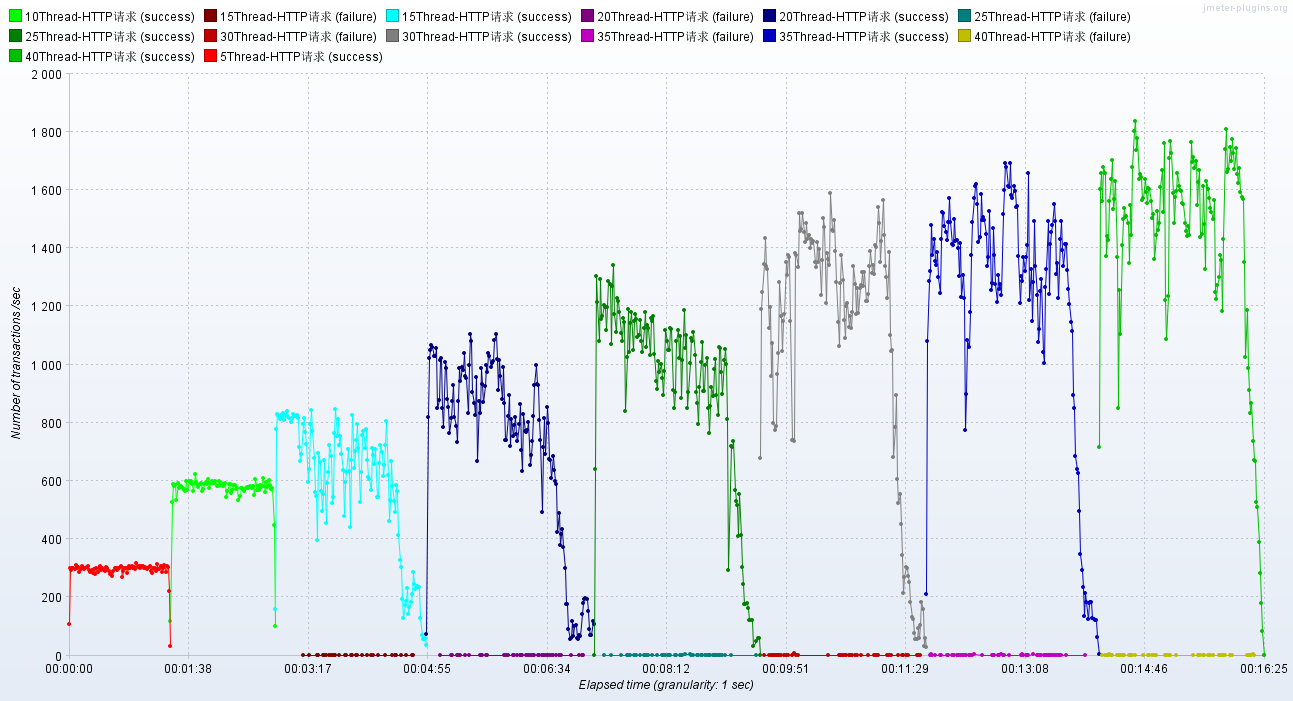 jmeter-plugins.org
10Thread-HTTP请求 (success) 15Thread-HTTP请求 (failure) 15Thread-HTTP请求 (success) 20Thread-HTTP请求 (failure) 20Thread-HTTP请求 (success) 25Thread-HTTP请求 (failure)
25Thread-HTTP请求 (success) 30Thread-HTTP请求 (failure) 30Thread-HTTP请求 (success) 35Thread-HTTP请求 (failure) 35Thread-HTTP请求 (success) 40Thread-HTTP请求 (failure)
40Thread-HTTP请求 (success) 5Thread-HTTP请求 (success)
2 000
1 800
1 600
1 400
1 200
1 000
800
600
400
200
0
Number of transactions /sec
00:00:00 00:01:38 00:03:17 00:04:55 00:06:34 00:08:12 00:09:51 00:11:29 00:13:08 00:14:46 00:16:25
Elapsed time (granularity: 1 sec)